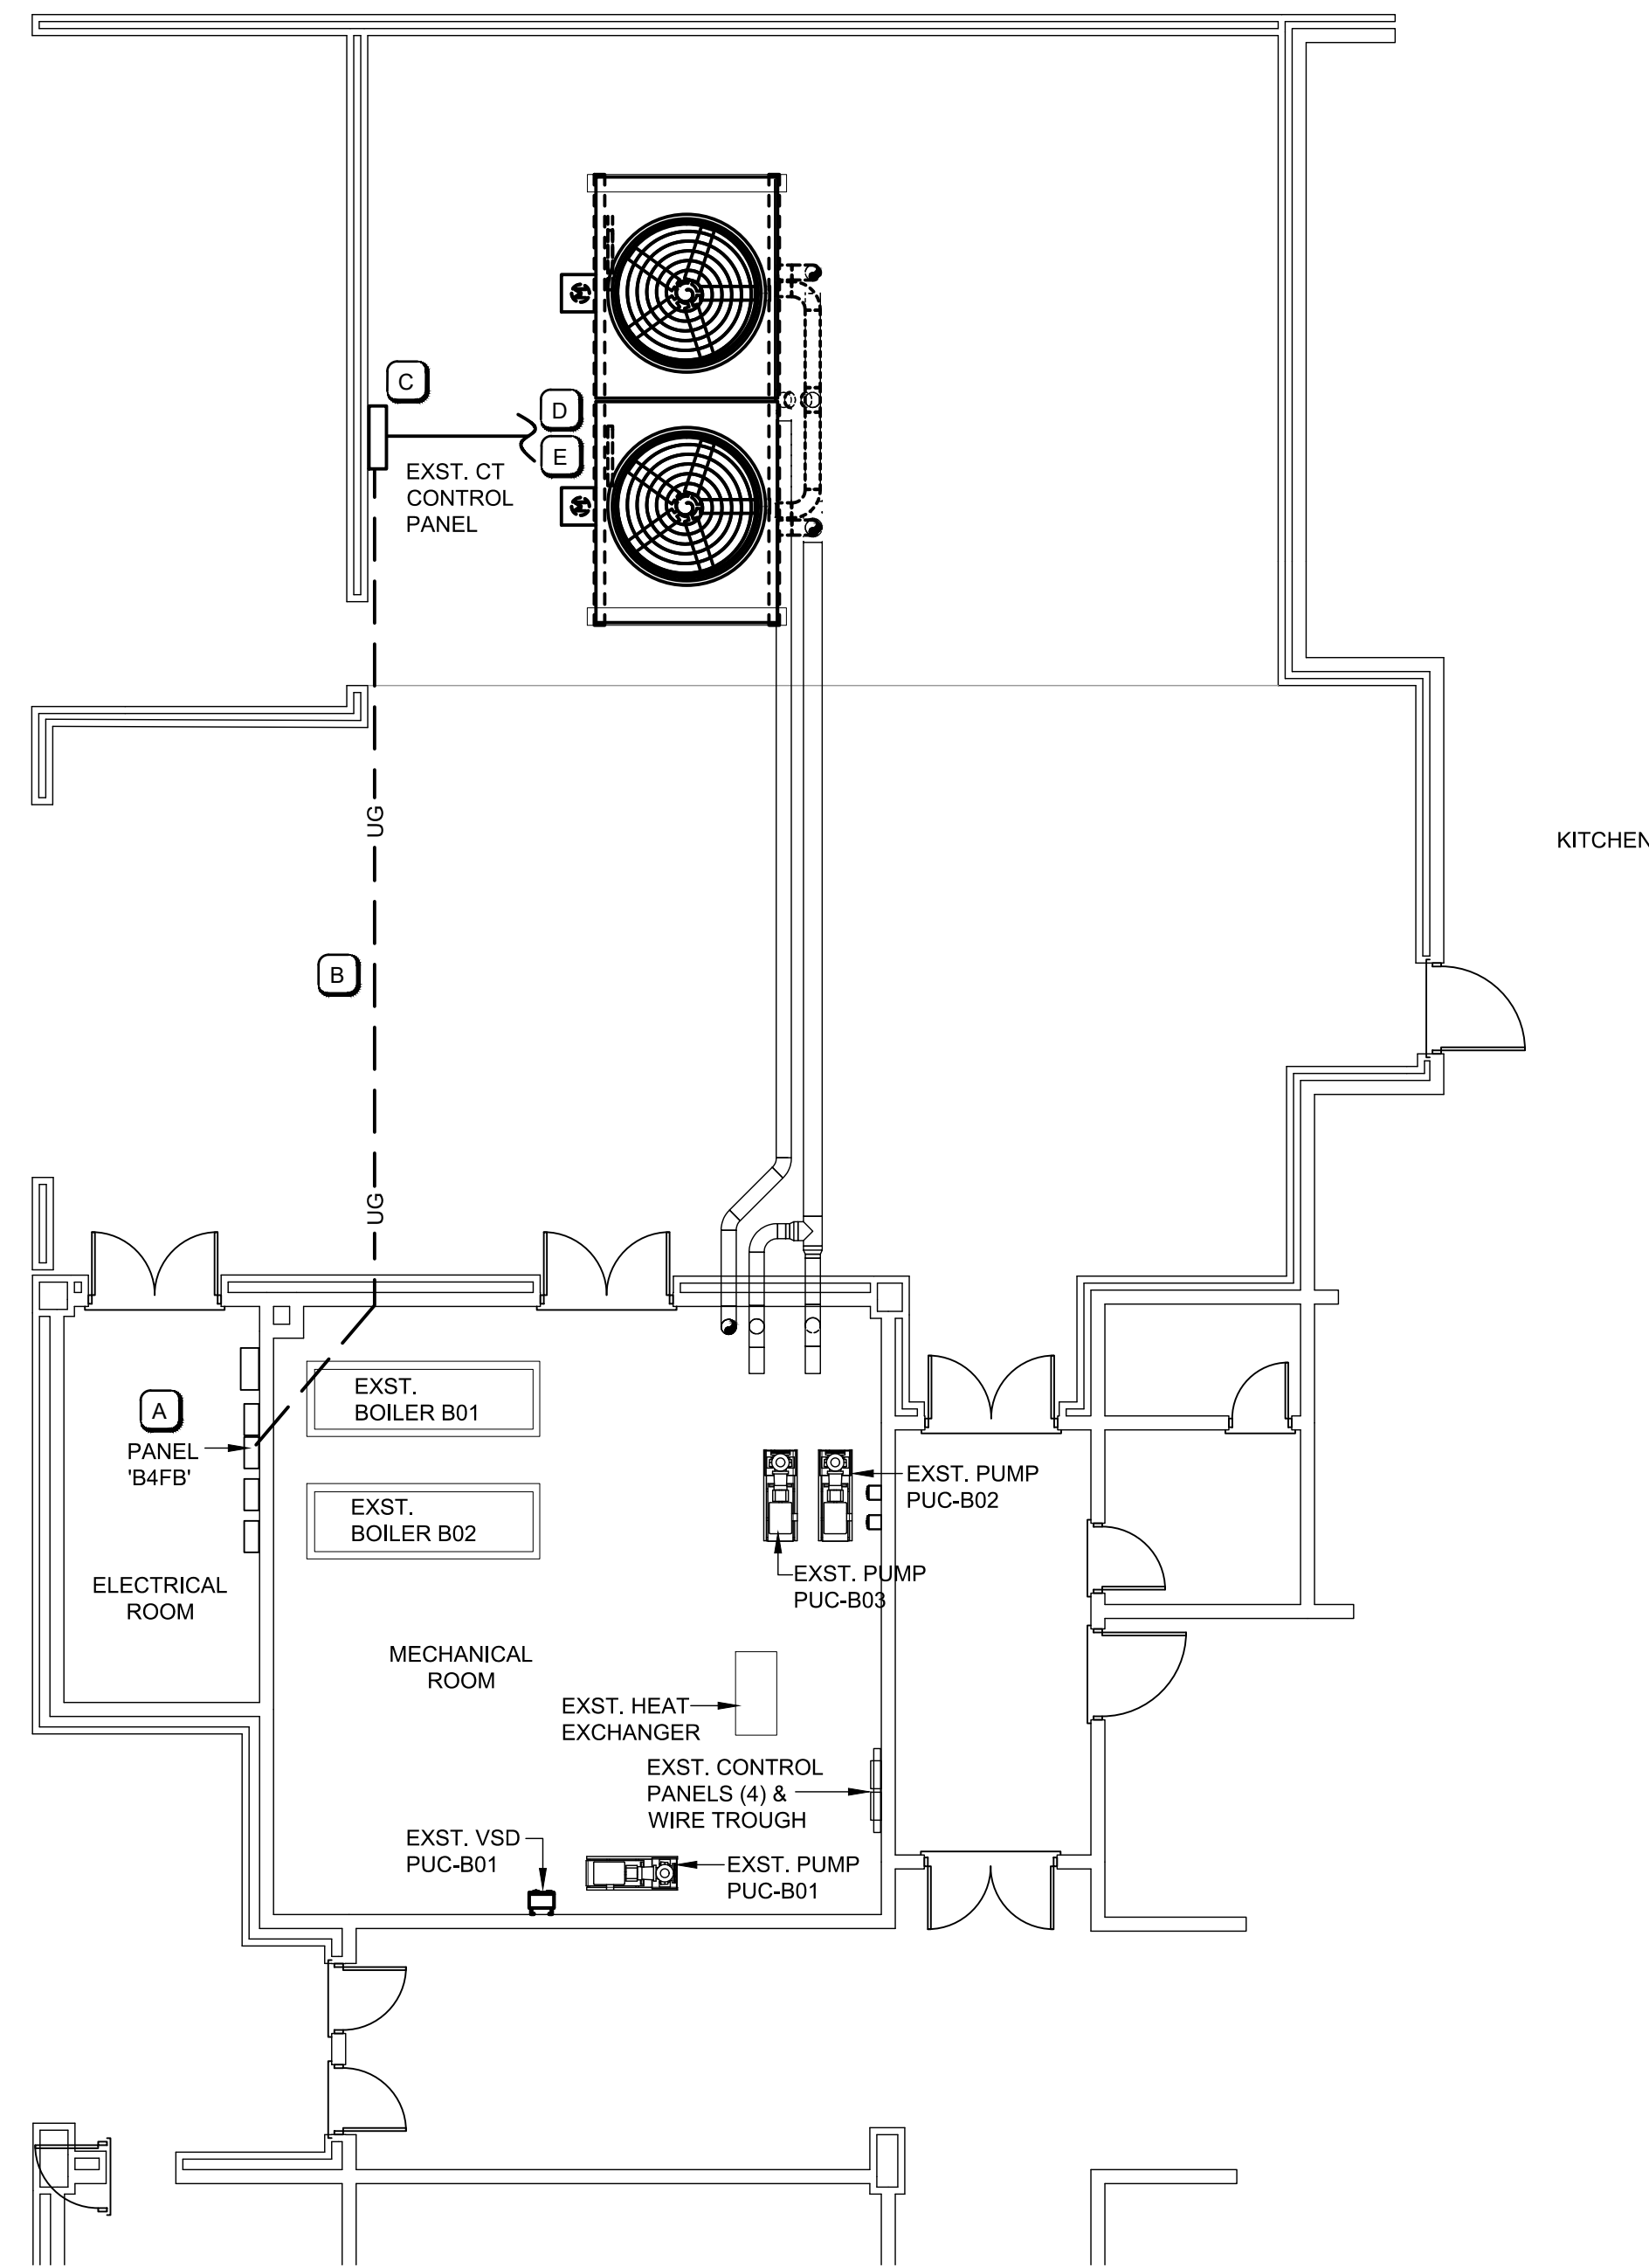 C
D
E
EXST. CT
CONTROL
PANEL
UG
KITCHEN
B
UG
A
PANEL
'B4FB'
EXST.
BOILER B01
EXST.
BOILER B02
EXST. PUMP
PUC-B02
EXST. PUMP
PUC-B03
ELECTRICAL
ROOM
MECHANICAL
ROOM
EXST. HEAT
EXCHANGER
EXST. CONTROL
PANELS (4) &
WIRE TROUGH
EXST. VSD
PUC-B01
EXST. PUMP
PUC-B01